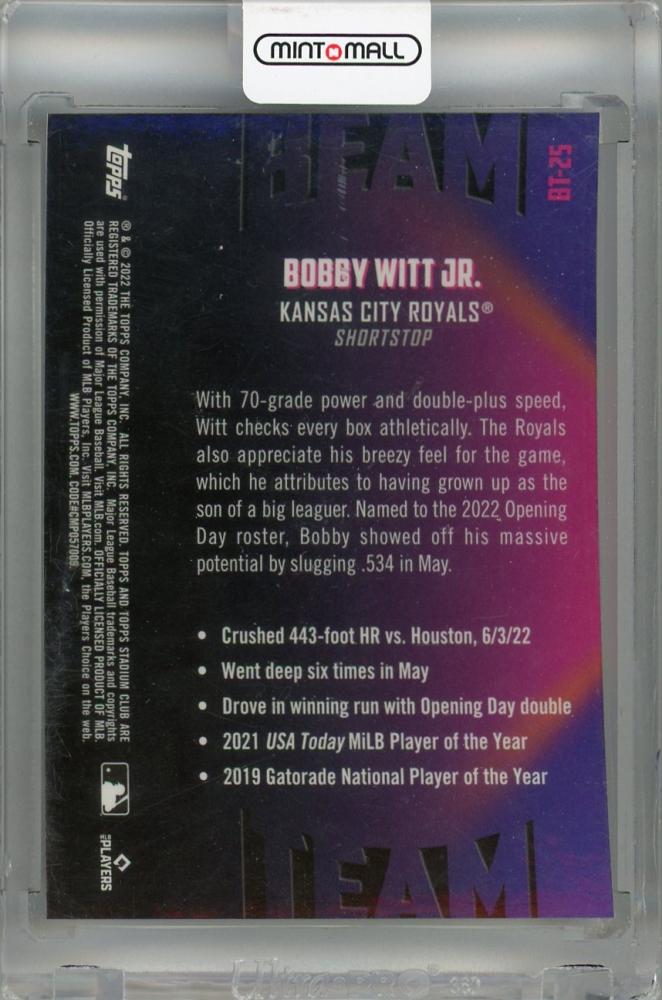 MINT MALL
BEAM
BT-25
BOBBY WITT JR.
KANSAS CITY ROYALS®
SHORTSTOP
With 70-grade power and double-plus speed,
Witt checks every box athletically. The Royals
also appreciate his breezy feel for the game,
which he attributes to having grown up as the
son of a big leaguer. Named to the 2022 Opening
Day roster, Bobby showed off his massive
potential by slugging .534 in May.
• Crushed 443-foot HR vs. Houston, 6/3/22
• Went deep six times in May
• Drove in winning run with Opening Day double
• 2021 USA Today MiLB Player of the Year
• 2019 Gatorade National Player of the Year
TEAM
topps®
® & © 2022 THE TOPPS COMPANY, INC. ALL RIGHTS RESERVED. TOPPS AND TOPPS STADIUM CLUB ARE
REGISTERED TRADEMARKS OF THE TOPPS COMPANY, INC. Major League Baseball trademarks and copyrights
are used with permission of Major League Baseball. Visit MLB.com. OFFICIALLY LICENSED PRODUCT OF MLB.
Officially Licensed Product of MLB Players, Inc. Visit MLBPLAYERS.COM, the Players Choice on the web.
WWW.TOPPS.COM. CODE#CMP057009.
MLB PLAYERS
Ultra PRO